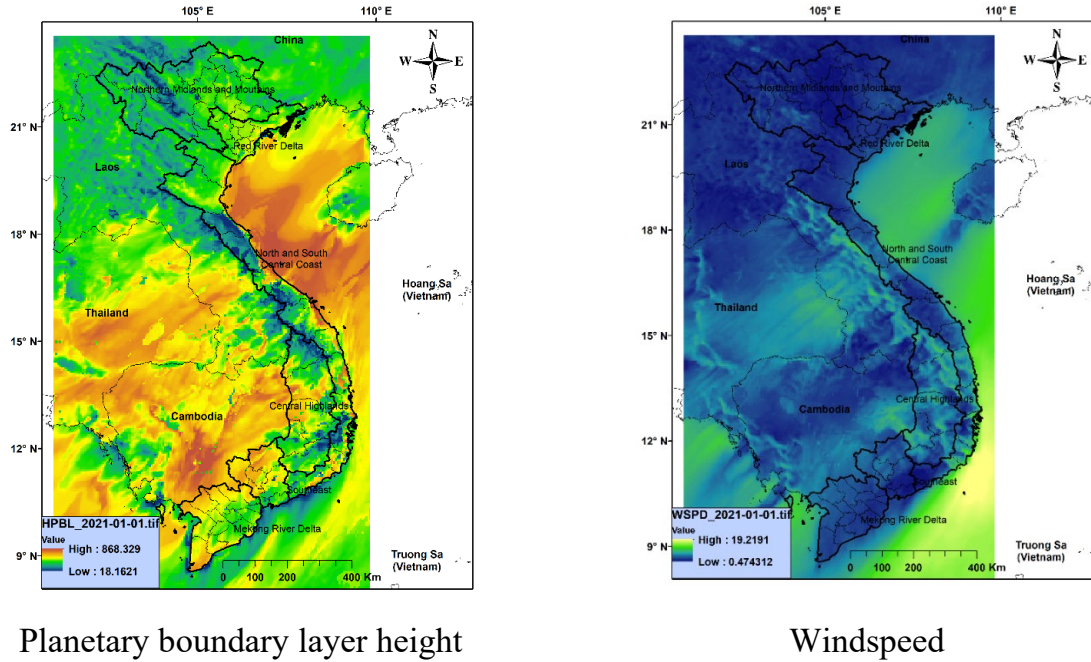 105°E
110°E
China
N
W
E
S
Northern Midlands and Moutains
21°N
Red River Delta
Laos
18°N
North and South
Central Coast
Hoang Sa
(Vietnam)
Thailand
15°N
Central Highlands
Cambodia
12°N
Southeast
HPBL_2021-01-01.tif
Value
High : 868.329
Low : 18.1621
Mekong River Delta
9°N
0 100 200 400 Km
Truong Sa
(Vietnam)
Planetary boundary layer height
105°E
110°E
China
N
W
E
S
Northern Midlands and Moutains
21°N
Red River Delta
Laos
18°N
North and South
Central Coast
Hoang Sa
(Vietnam)
Thailand
15°N
Central Highlands
Cambodia
12°N
Southeast
WSPD_2021-01-01.tif
Value
High : 19.2191
Low : 0.474312
Mekong River Delta
9°N
0 100 200 400 Km
Truong Sa
(Vietnam)
Windspeed